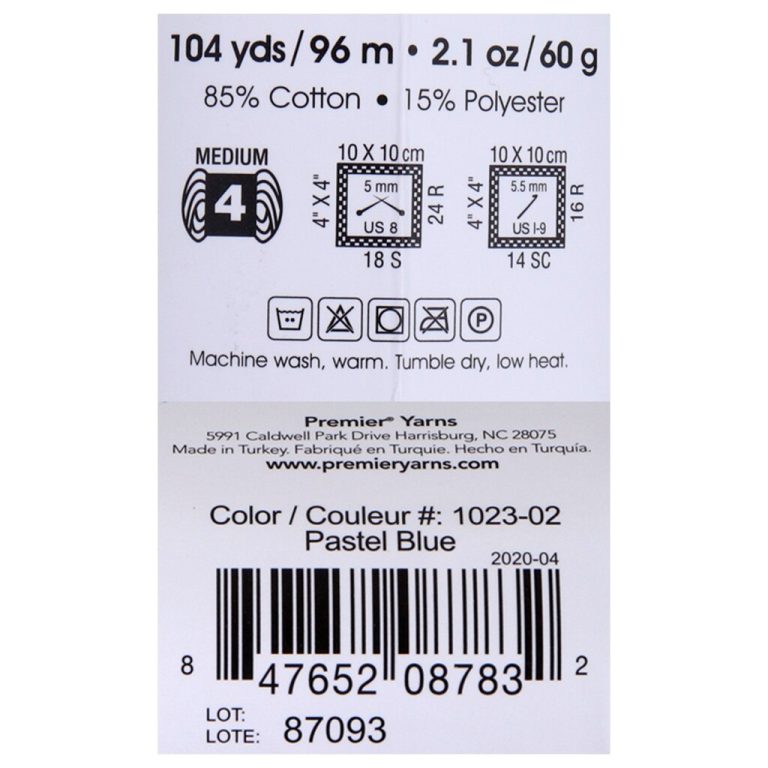 104 yds/96 m • 2.1 oz/60 g
85% Cotton • 15% Polyester
MEDIUM
4
10 X 10 cm
4" X 4"
5 mm
US 8
24 R
18 S
10 X 10 cm
4" X 4"
5.5 mm
US I-9
16 R
14 SC
P
Machine wash, warm. Tumble dry, low heat.
Premier® Yarns
5991 Caldwell Park Drive Harrisburg, NC 28075
Made in Turkey. Fabriqué en Turquie. Hecho en Turquía.
www.premieryarns.com
Color / Couleur #: 1023-02
Pastel Blue
2020-04
8 47652 08783 2
LOT:
LOTE: 87093